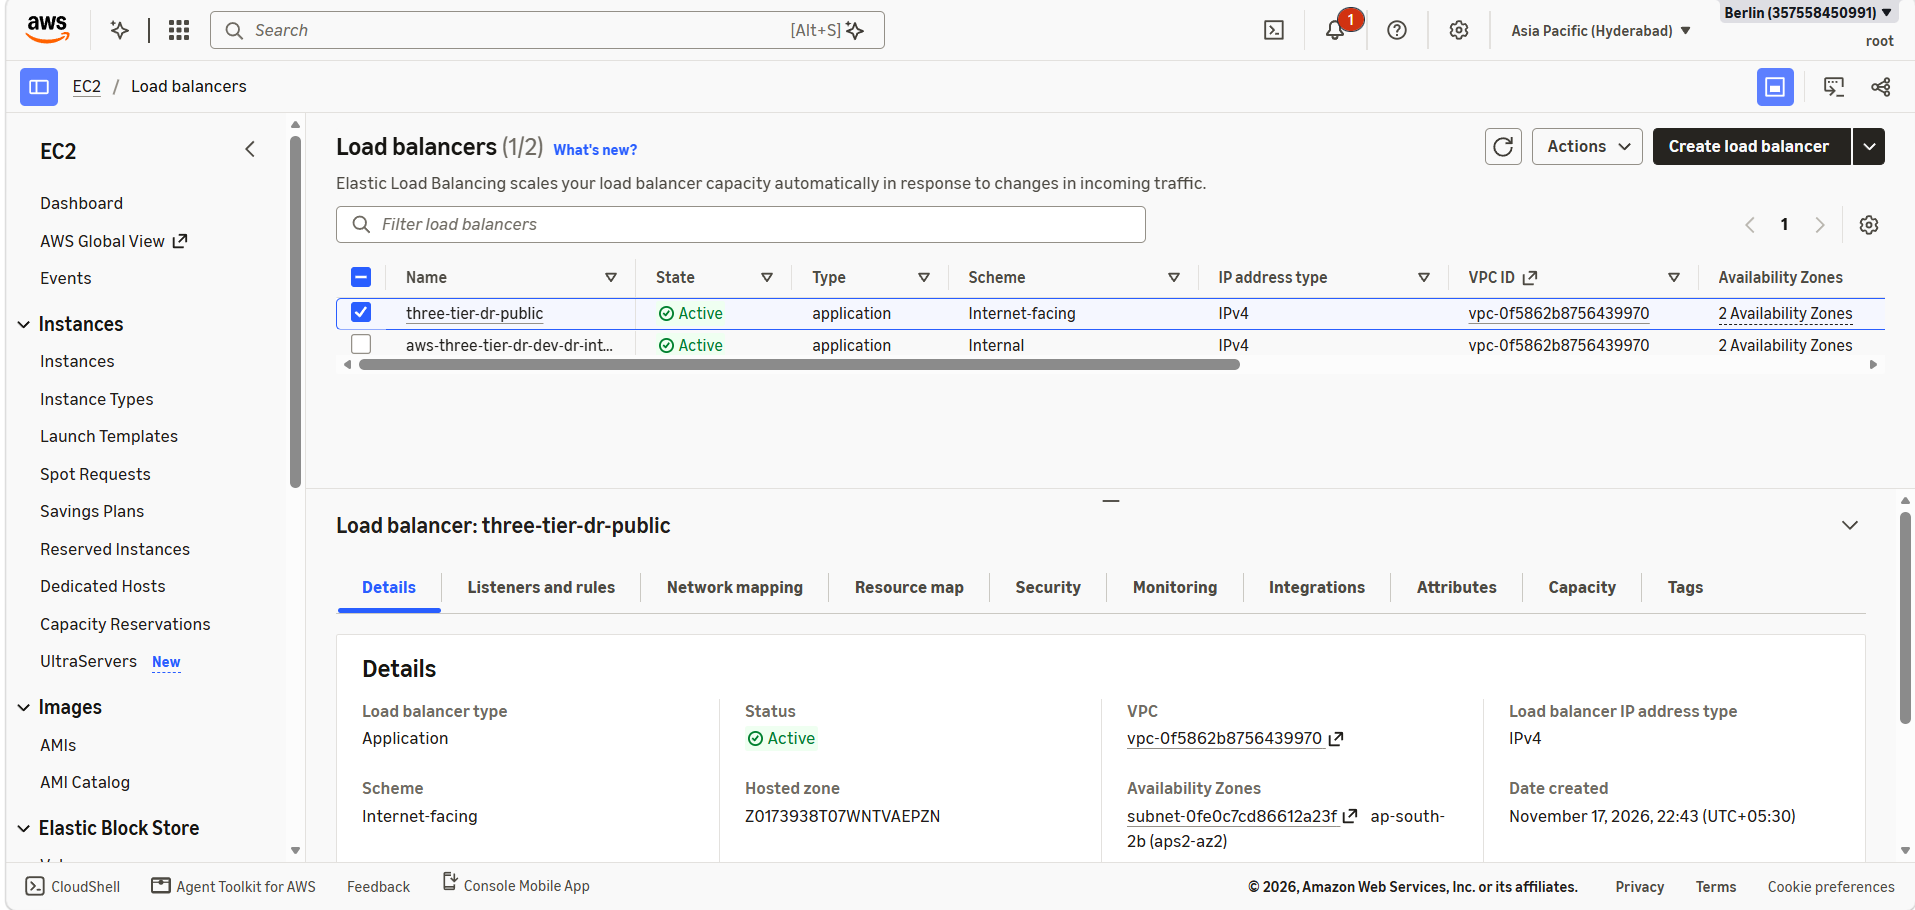 aws
Search
[Alt+S]
1
Asia Pacific (Hyderabad)
Berlin (357558450991)
root
EC2 / Load balancers
EC2
Dashboard
AWS Global View
Events
Instances
Instances
Instance Types
Launch Templates
Spot Requests
Savings Plans
Reserved Instances
Dedicated Hosts
Capacity Reservations
UltraServers New
Images
AMIs
AMI Catalog
Elastic Block Store
Load balancers (1/2) What's new?
Actions
Create load balancer
Elastic Load Balancing scales your load balancer capacity automatically in response to changes in incoming traffic.
Filter load balancers
1
Name State Type Scheme IP address type VPC ID Availability Zones
three-tier-dr-public Active application Internet-facing IPv4 vpc-0f5862b8756439970 2 Availability Zones
aws-three-tier-dr-dev-dr-int... Active application Internal IPv4 vpc-0f5862b8756439970 2 Availability Zones
Load balancer: three-tier-dr-public
Details Listeners and rules Network mapping Resource map Security Monitoring Integrations Attributes Capacity Tags
Details
Load balancer type
Application
Status
Active
VPC
vpc-0f5862b8756439970
Load balancer IP address type
IPv4
Scheme
Internet-facing
Hosted zone
Z0173938T07WNTVAEPZN
Availability Zones
subnet-0fe0c7cd86612a23f ap-south-
2b (aps2-az2)
Date created
November 17, 2026, 22:43 (UTC+05:30)
CloudShell Agent Toolkit for AWS Feedback Console Mobile App
© 2026, Amazon Web Services, Inc. or its affiliates. Privacy Terms Cookie preferences